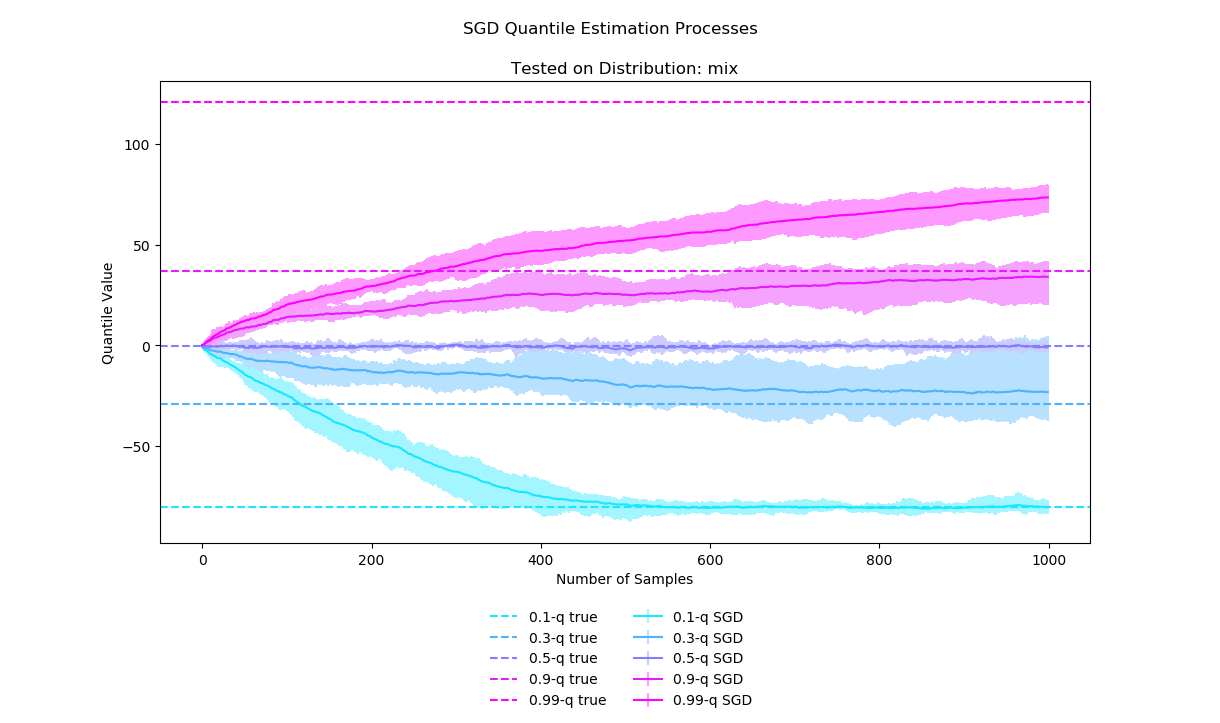 SGD Quantile Estimation Processes
Tested on Distribution: mix
Quantile Value
100
50
0
−50
0 200 400 600 800 1000
Number of Samples
0.1-q true 0.1-q SGD
0.3-q true 0.3-q SGD
0.5-q true 0.5-q SGD
0.9-q true 0.9-q SGD
0.99-q true 0.99-q SGD